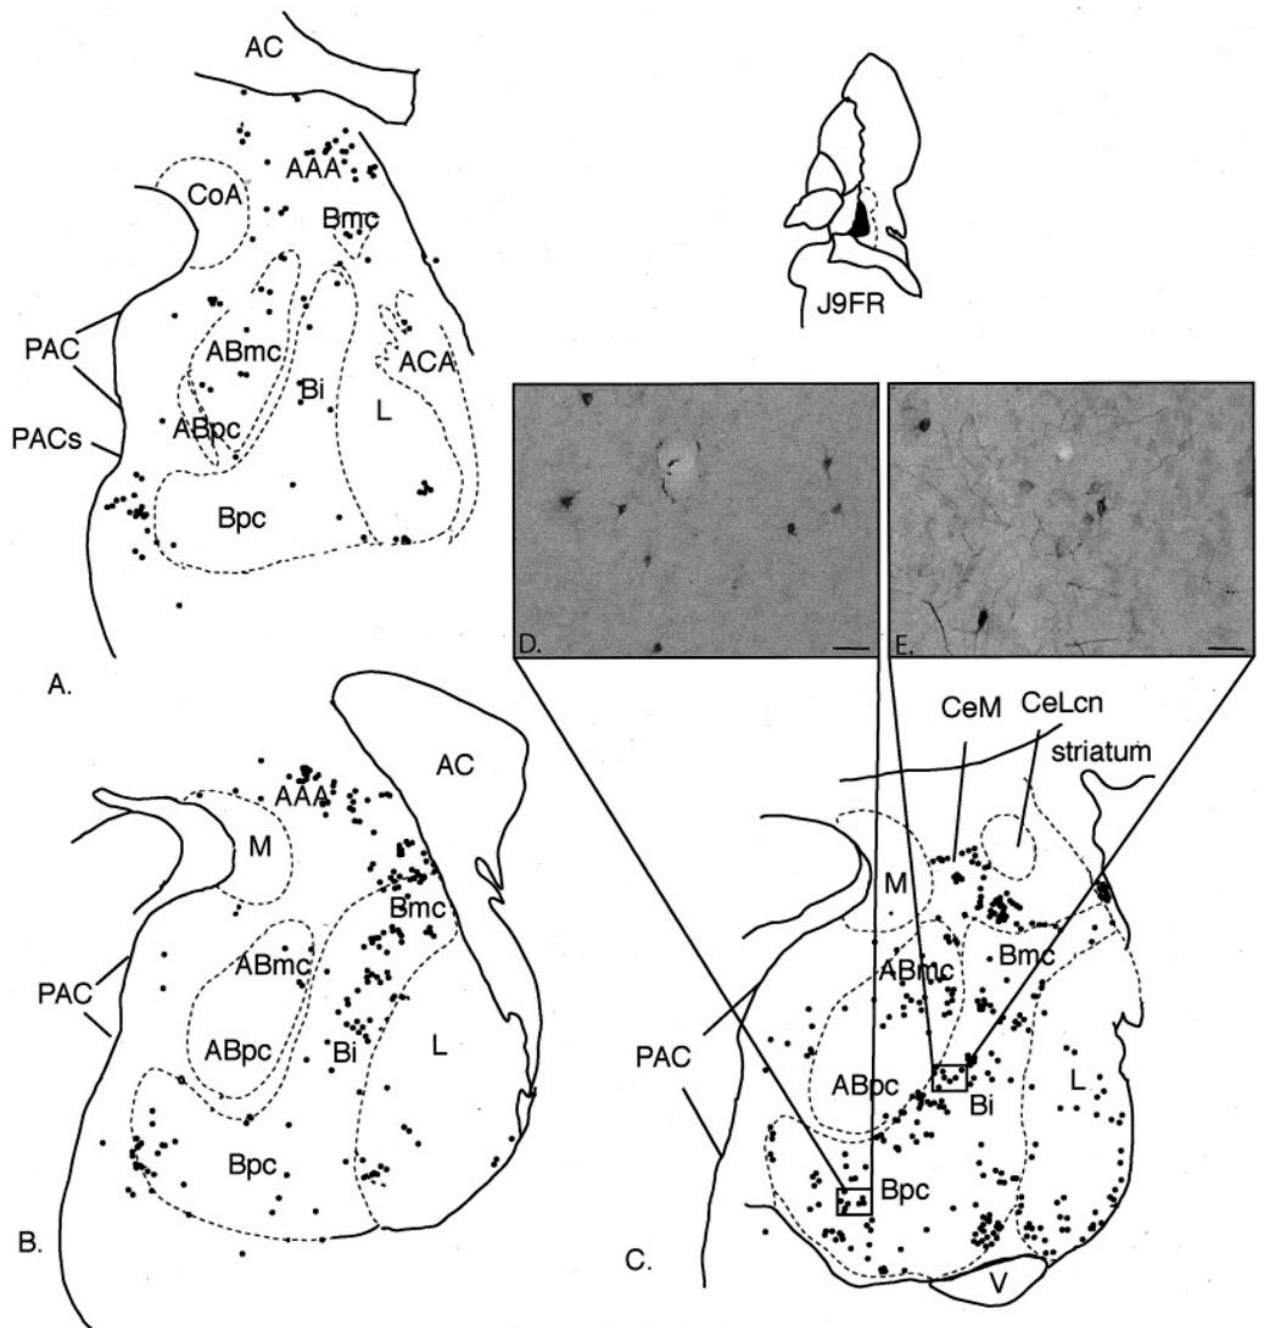 AC
AAA
CoA
Bmc
PAC
ABmc
ACA
Bi
L
PACs
ABpc
Bpc
A.
J9FR
D.
E.
CeM
CeLcn
striatum
AC
AAA
M
Bmc
ABmc
PAC
ABpc
Bi
L
Bpc
B.
M
Bmc
ABmc
PAC
ABpc
Bi
L
Bpc
V
C.